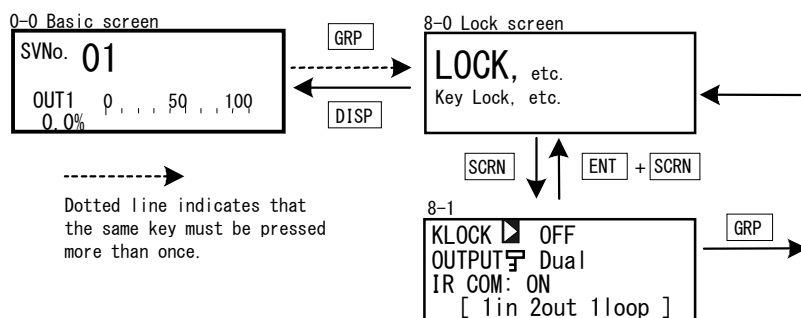 0-0 Basic screen
SVNo. 01
OUT1 0 50 100
0.0%
GRP
DISP
8-0 Lock screen
LOCK, etc.
Key Lock, etc.
SCRN
ENT + SCRN
Dotted line indicates that
the same key must be pressed
more than once.
8-1
KLOCK OFF
OUTPUT Dual
IR COM: ON
[ 1in 2out 1loop ]
GRP